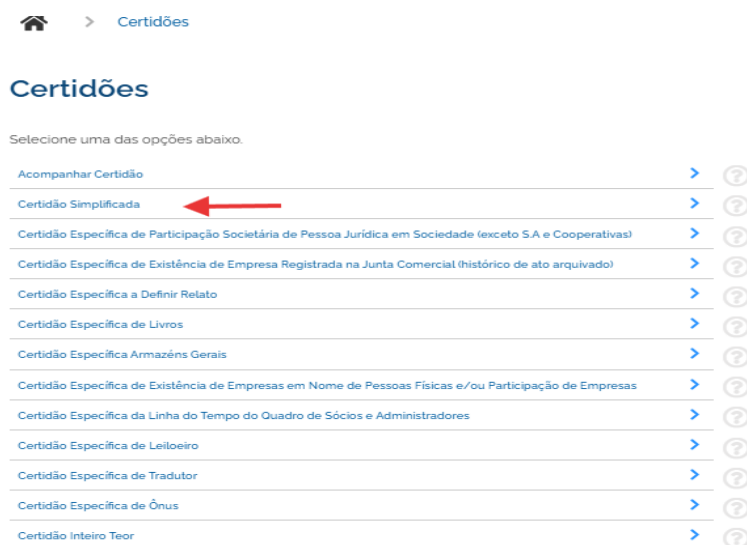 > Certidões
Certidões
Selecione uma das opções abaixo.
Acompanhar Certidão
Certidão Simplificada
Certidão Específica de Participação Societária de Pessoa Jurídica em Sociedade (exceto S.A e Cooperativas)
Certidão Específica de Existência de Empresa Registrada na Junta Comercial (histórico de ato arquivado)
Certidão Específica a Definir Relato
Certidão Específica de Livros
Certidão Específica Armazéns Gerais
Certidão Específica de Existência de Empresas em Nome de Pessoas Físicas e/ou Participação de Empresas
Certidão Específica da Linha do Tempo do Quadro de Sócios e Administradores
Certidão Específica de Leiloeiro
Certidão Específica de Tradutor
Certidão Específica de Ônus
Certidão Inteiro Teor